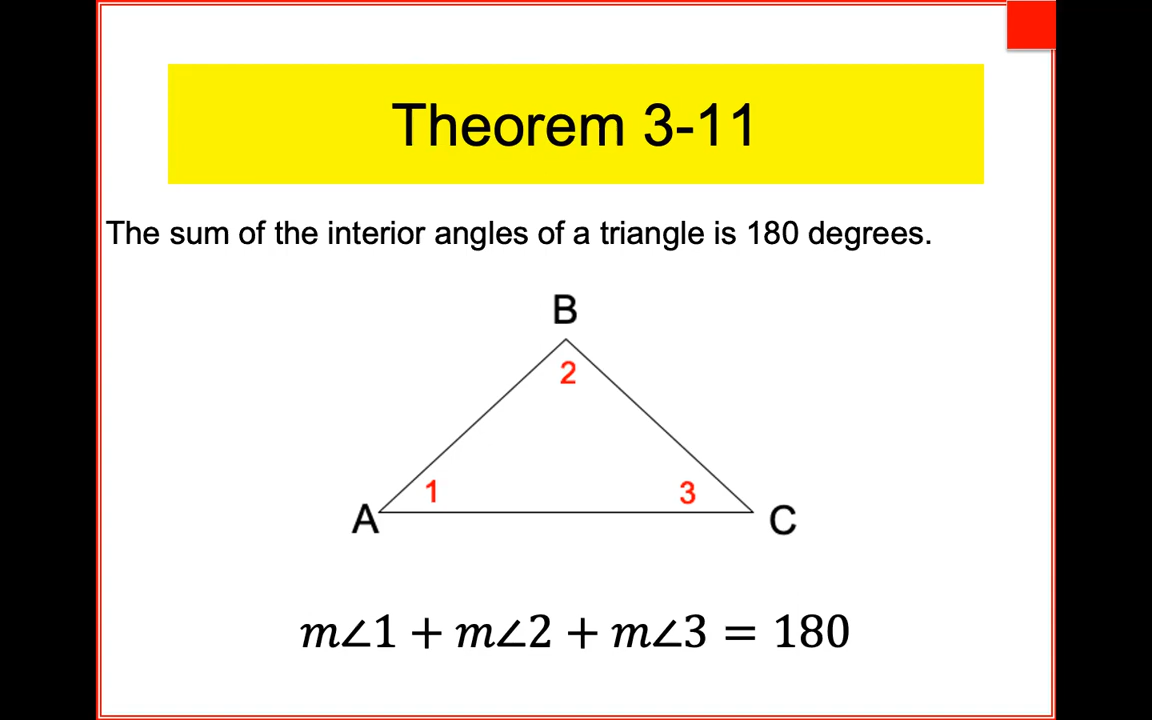 Theorem 3-11
The sum of the interior angles of a triangle is 180 degrees.
B
2
1
3
A
C
m∠1 + m∠2 + m∠3 = 180